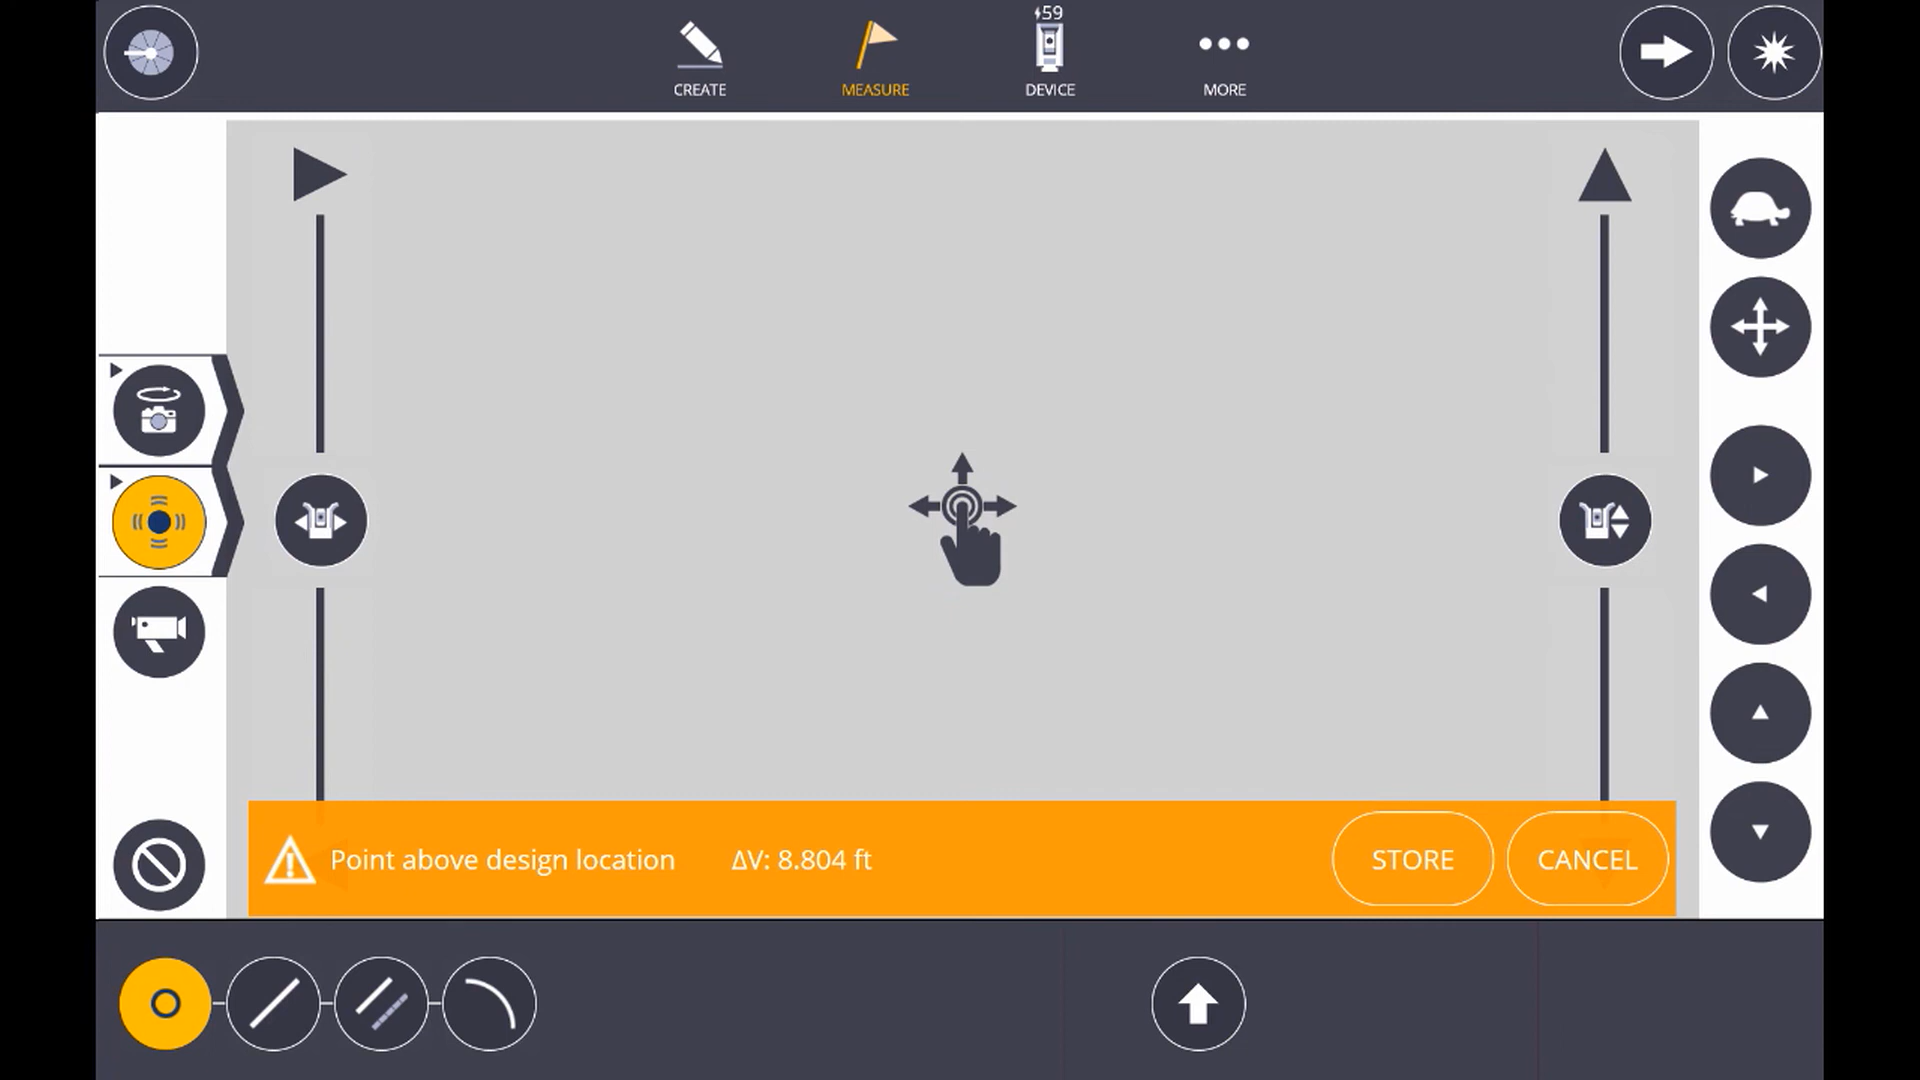 59
CREATE
MEASURE
DEVICE
MORE
Point above design location ΔV: 8.804 ft
STORE
CANCEL